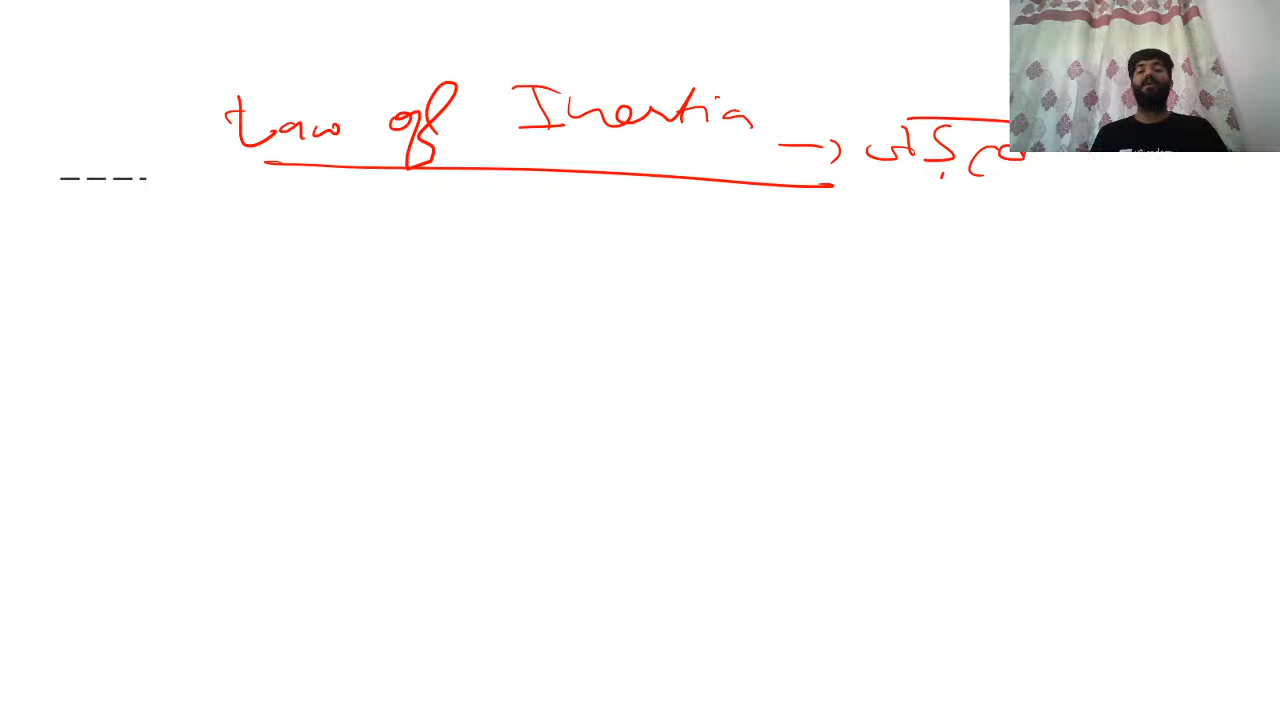 Law of Inertia →